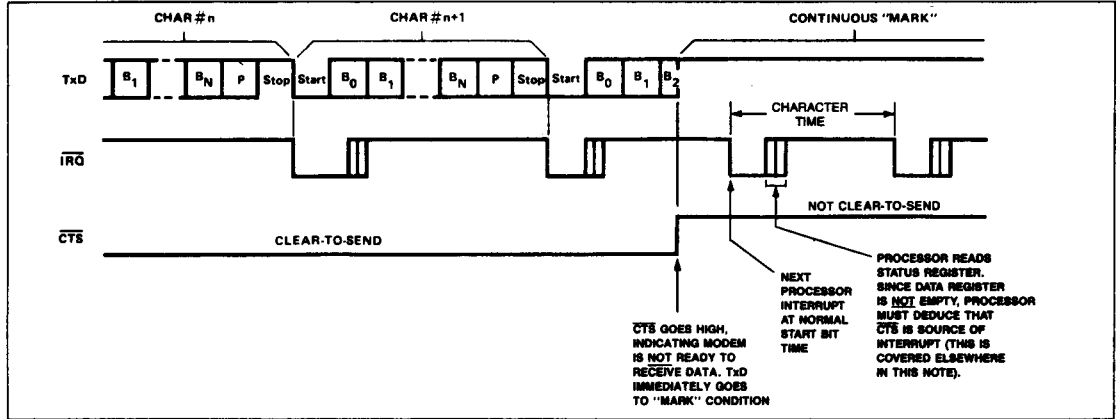 CHAR #n
CHAR #n+1
CONTINUOUS "MARK"
TxD
B1
BN
P
Stop
Start
B0
B1
BN
P
Stop
Start
B0
B1
B2
CHARACTER
TIME
IRQ
NOT CLEAR-TO-SEND
CTS
CLEAR-TO-SEND
CTS GOES HIGH,
INDICATING MODEM
IS NOT READY TO
RECEIVE DATA. TxD
IMMEDIATELY GOES
TO "MARK" CONDITION
NEXT
PROCESSOR
INTERRUPT
AT NORMAL
START BIT
TIME
PROCESSOR READS
STATUS REGISTER.
SINCE DATA REGISTER
IS NOT EMPTY, PROCESSOR
MUST DEDUCE THAT
CTS IS SOURCE OF
INTERRUPT (THIS IS
COVERED ELSEWHERE
IN THIS NOTE).